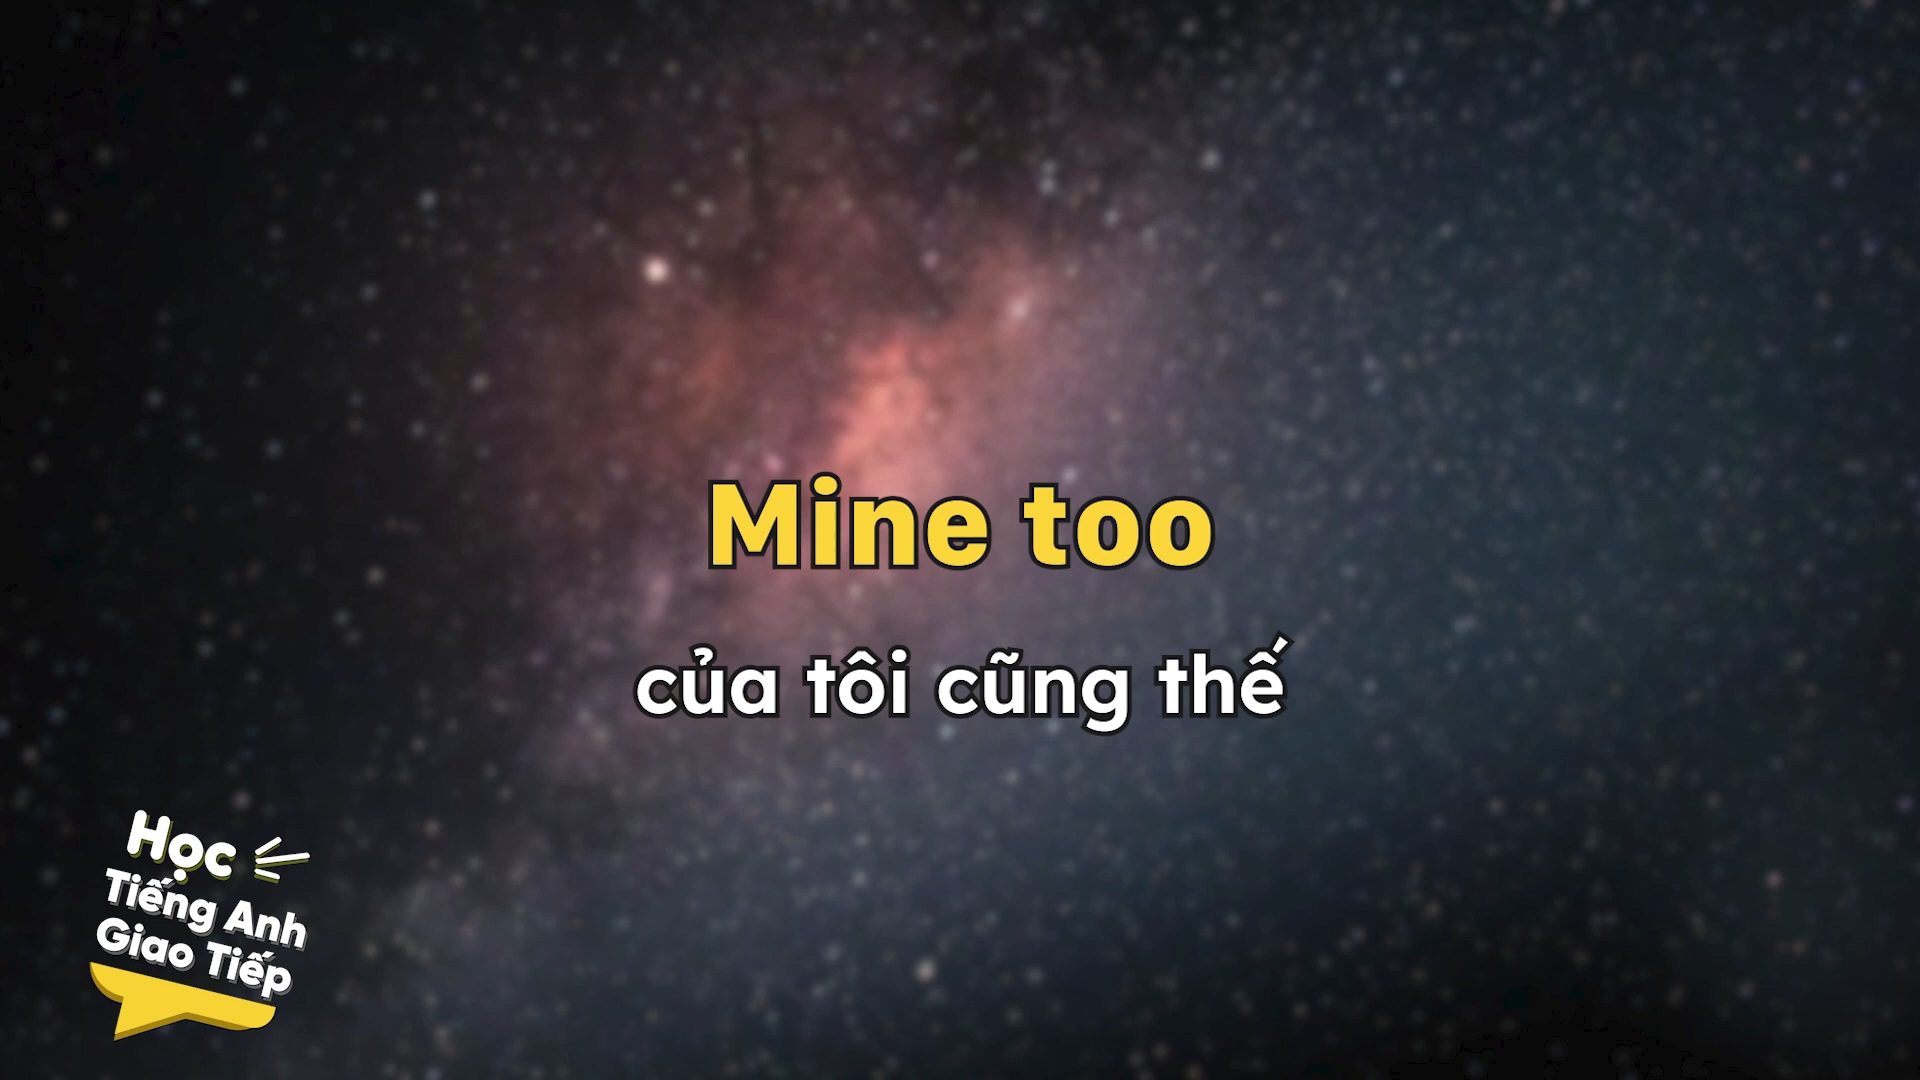 Mine too
của tôi cũng thế
Học
Tiếng Anh
Giao Tiếp